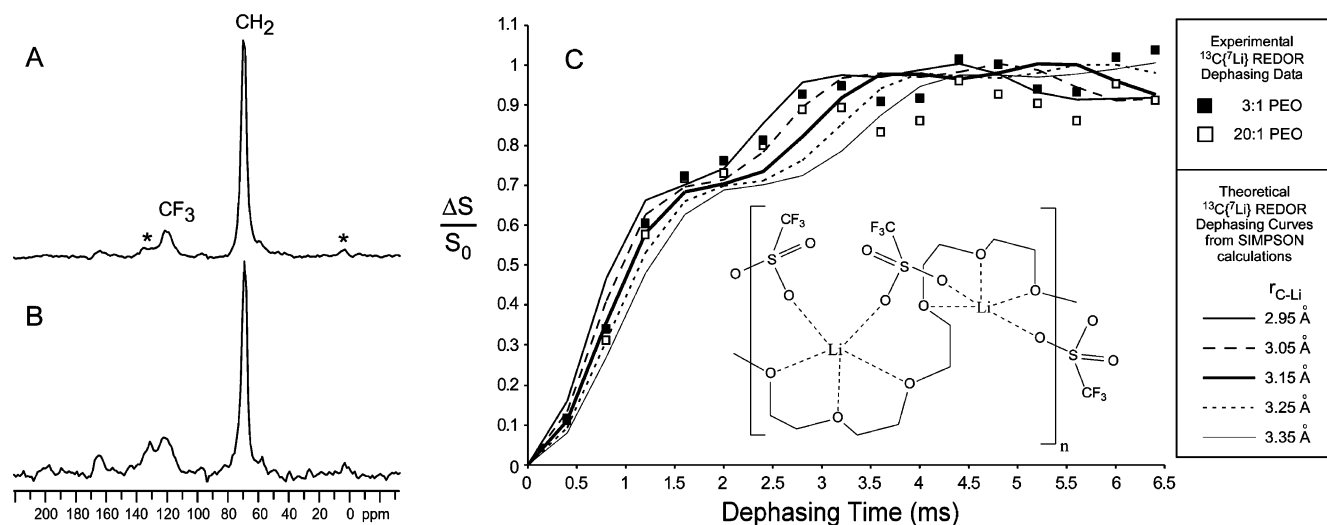 A
CH2
CF3
*
*
B
200 180 160 140 120 100 80 60 40 20 0 ppm
C
ΔS
S0
1.1
1
0.9
0.8
0.7
0.6
0.5
0.4
0.3
0.2
0.1
0
0 0.5 1 1.5 2 2.5 3 3.5 4 4.5 5 5.5 6 6.5
Dephasing Time (ms)
CF3
S
O
O
O
F3C
O
S
O
O
O
O
O
Li
Li
O
O
O
O
S
O
O
CF3
n
Experimental
13C{7Li} REDOR
Dephasing Data
3:1 PEO
20:1 PEO
Theoretical
13C{7Li} REDOR
Dephasing Curves
from SIMPSON
calculations
rC-Li
2.95 Å
3.05 Å
3.15 Å
3.25 Å
3.35 Å